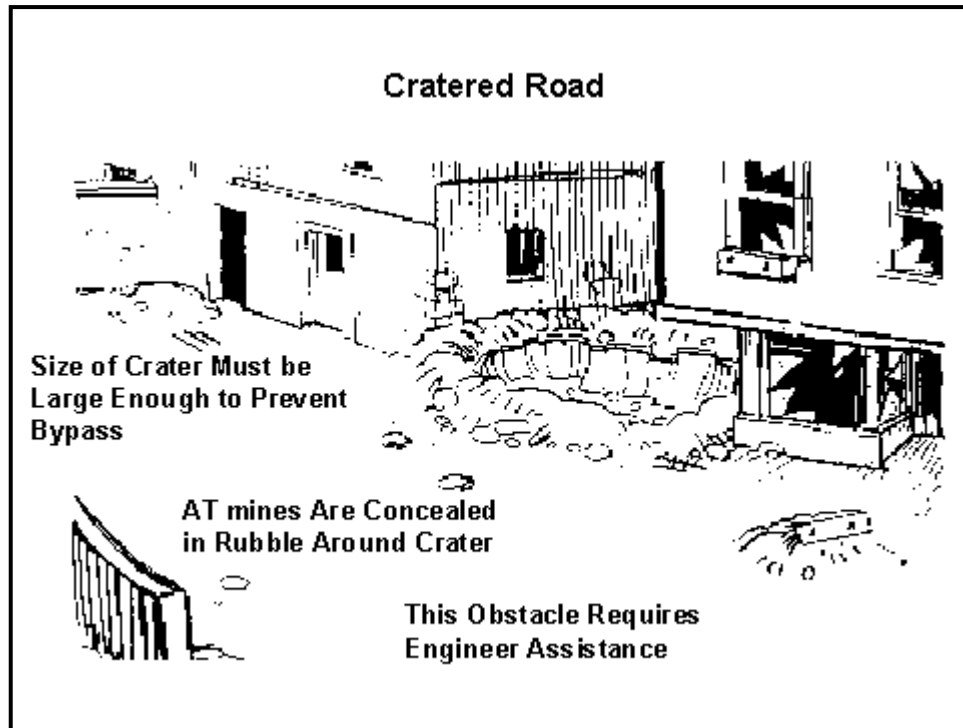 Cratered Road
Size of Crater Must be
Large Enough to Prevent
Bypass
AT mines Are Concealed
in Rubble Around Crater
This Obstacle Requires
Engineer Assistance